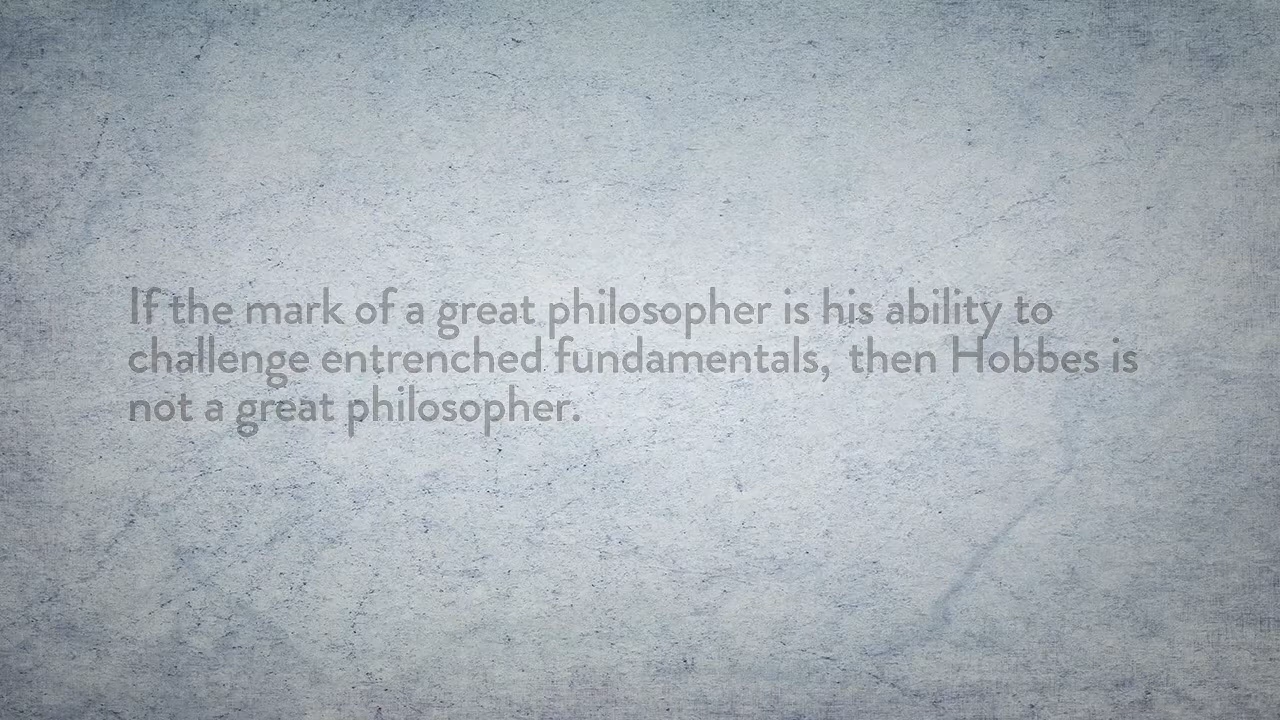 If the mark of a great philosopher is his ability to
challenge entrenched fundamentals, then Hobbes is
not a great philosopher.